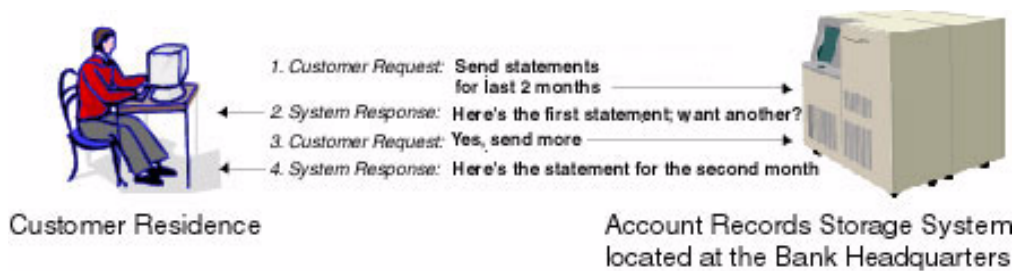 1. Customer Request: Send statements
for last 2 months
2. System Response: Here's the first statement; want another?
3. Customer Request: Yes, send more
4. System Response: Here's the statement for the second month
Customer Residence
Account Records Storage System
located at the Bank Headquarters